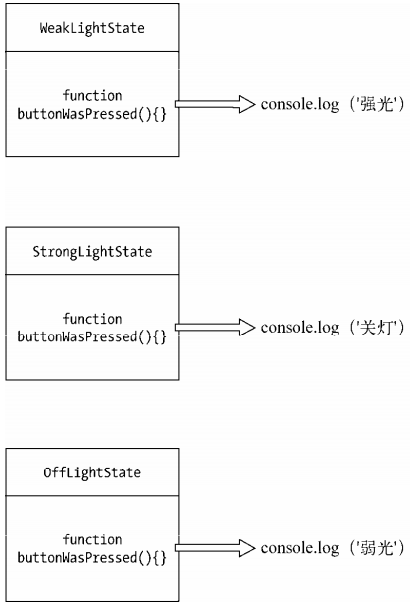 WeakLightState
function
buttonWasPressed(){}
console.log（'强光'）
StrongLightState
function
buttonWasPressed(){}
console.log（'关灯'）
OffLightState
function
buttonWasPressed(){}
console.log（'弱光'）